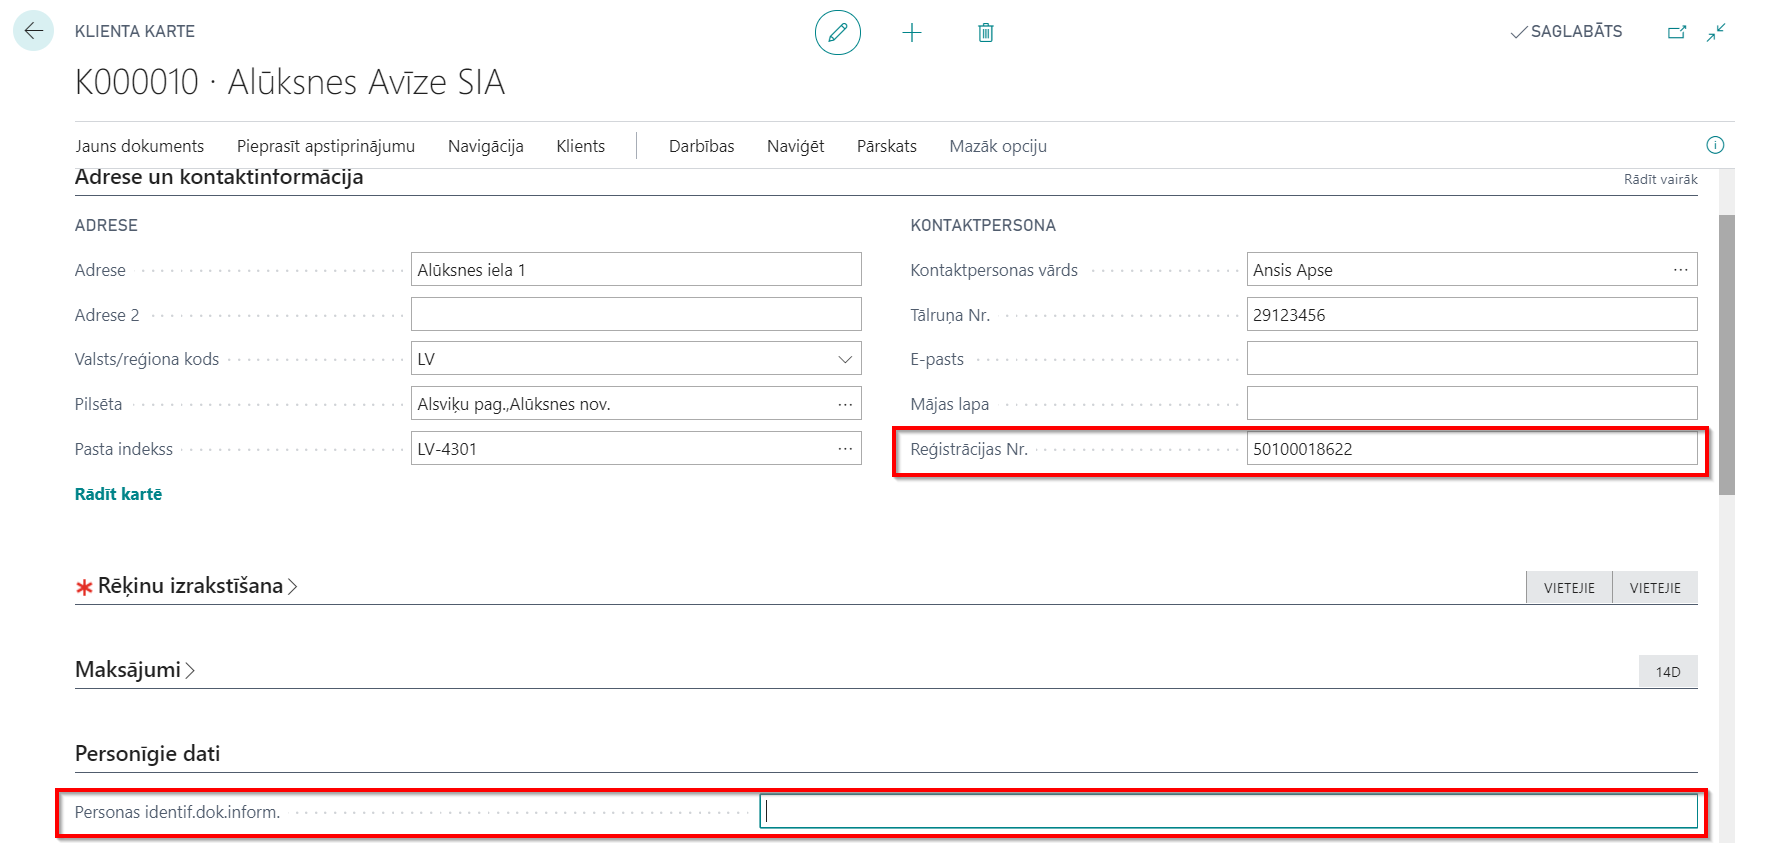 KLIENTA KARTE
SAGLABĀTS
K000010 · Alūksnes Avīze SIA
Jauns dokuments Pieprasīt apstiprinājumu Navigācija Klients Darbības Naviģēt Pārskats Mazāk opciju
Adrese un kontaktinformācija
Rādīt vairāk
ADRESE
Adrese Alūksnes iela 1
Adrese 2
Valsts/reģiona kods LV
Pilsēta Alsviķu pag.,Alūksnes nov.
Pasta indekss LV-4301
Rādīt kartē
KONTAKTPERSONA
Kontaktpersonas vārds Ansis Apse
Tālruņa Nr. 29123456
E-pasts
Mājas lapa
Reģistrācijas Nr. 50100018622
Rēķinu izrakstīšana
VIETEJIE VIETEJIE
Maksājumi
14D
Personīgie dati
Personas identif.dok.inform.